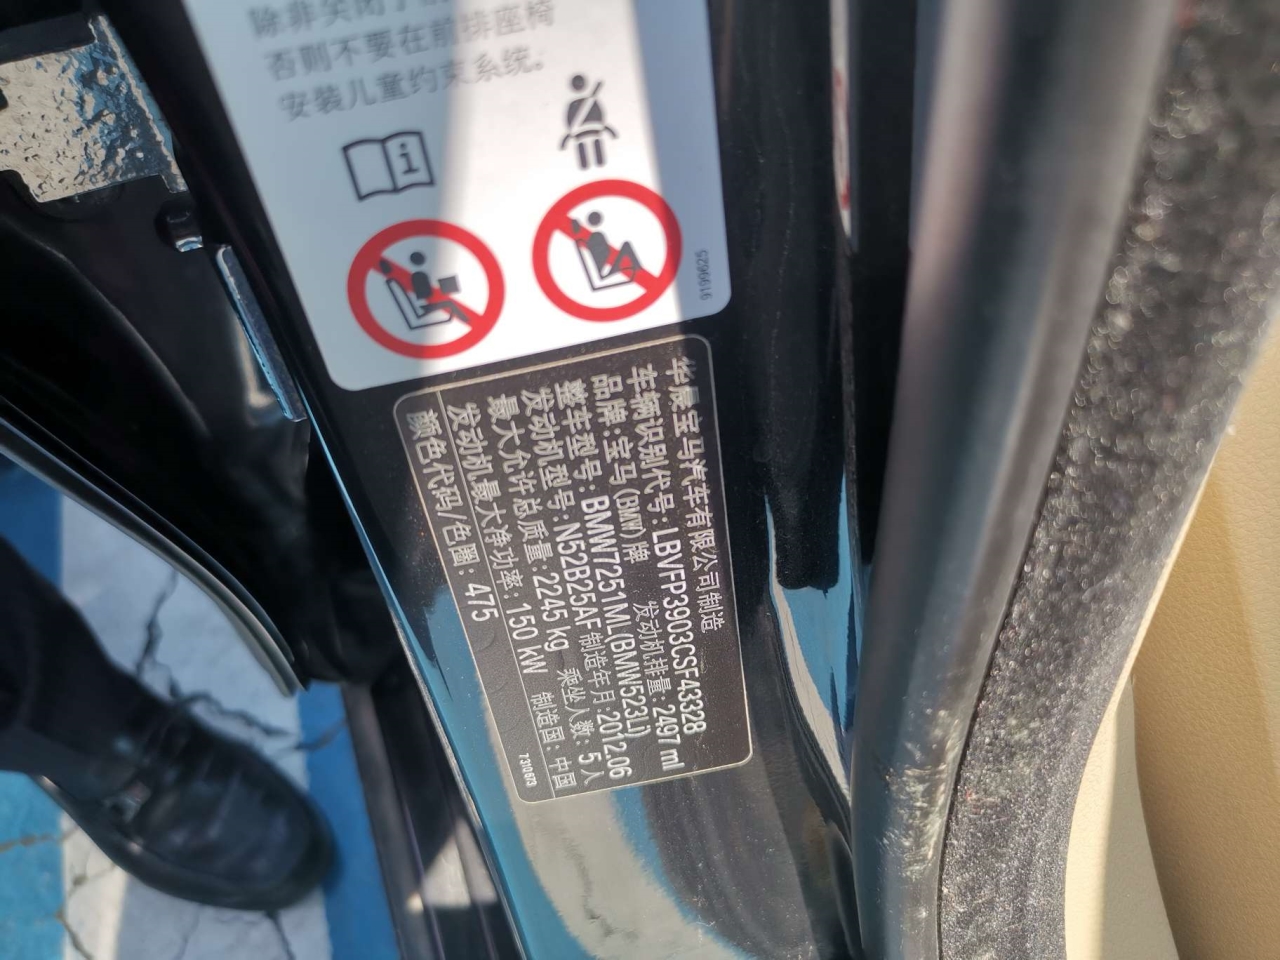 除非关闭了
否则不要在前排座椅
安装儿童约束系统。
9199625
华晨宝马汽车有限公司制造
车辆识别代号：LBVFP3903CSF43328
品牌：宝马(BMW)牌 发动机排量：2497 ml
整车型号：BMW7251ML(BMW523Li)
发动机型号：N52B25AF 制造年月：2012.06
最大允许总质量：2245 kg 乘坐人数：5人
发动机最大净功率：150 kW 制造国：中国
颜色代码/色圈：475
7310673